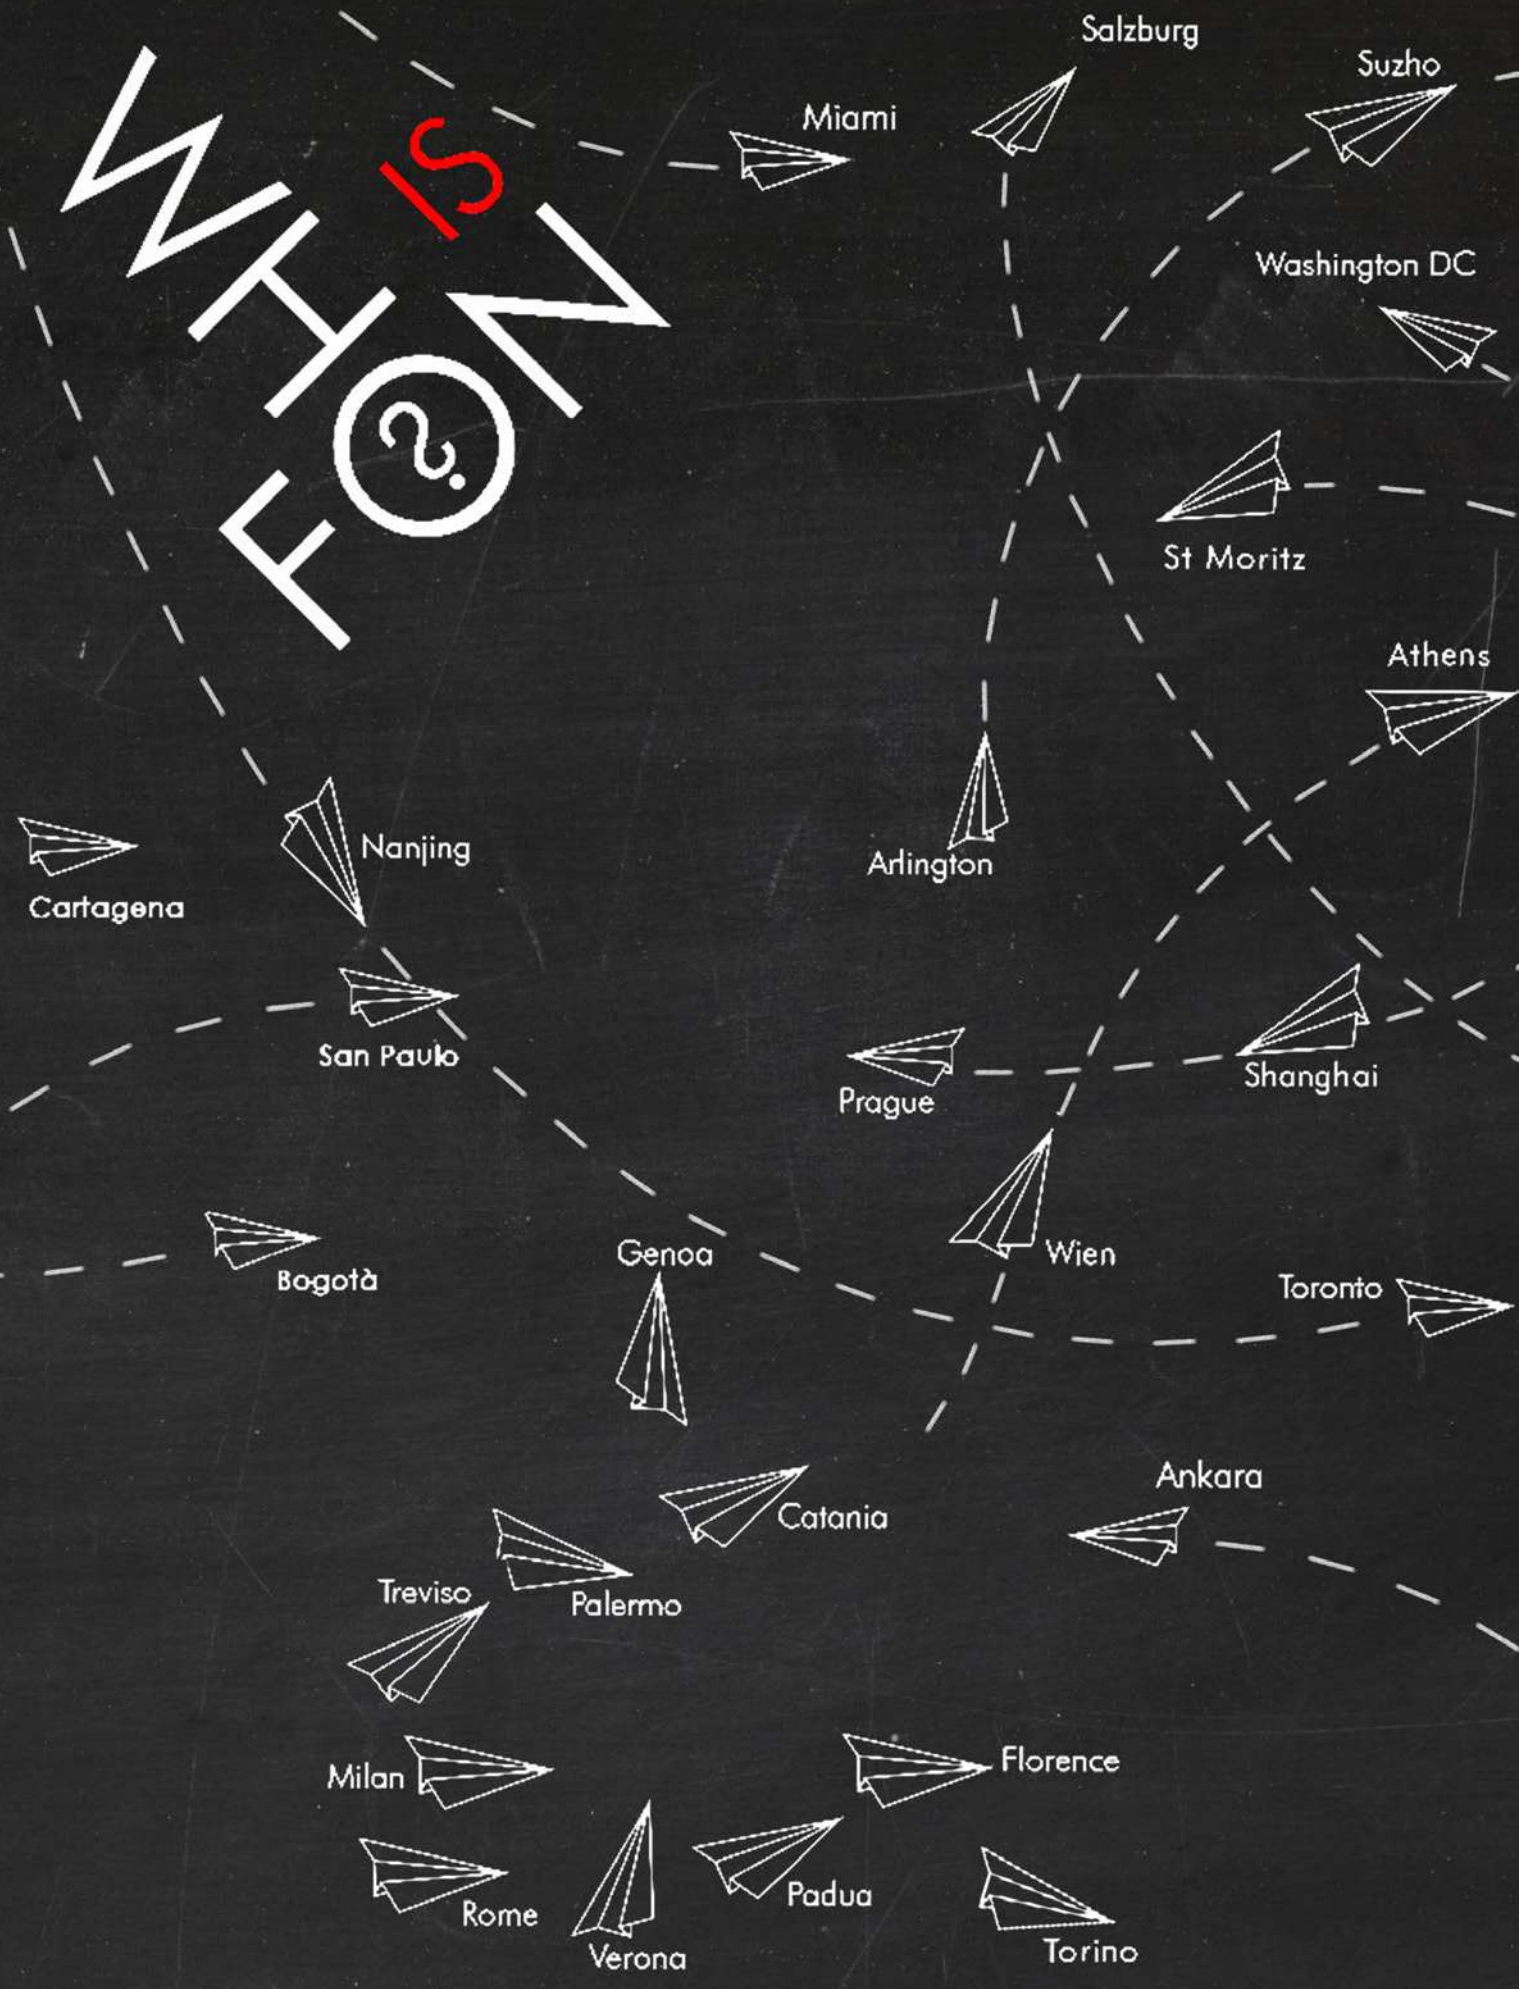 WHO
IS
FON
?
Salzburg
Suzho
Miami
Washington DC
St Moritz
Athens
Nanjing
Arlington
Cartagena
San Paulo
Shanghai
Prague
Genoa
Wien
Bogotà
Toronto
Ankara
Catania
Treviso
Palermo
Milan
Florence
Rome
Padua
Verona
Torino